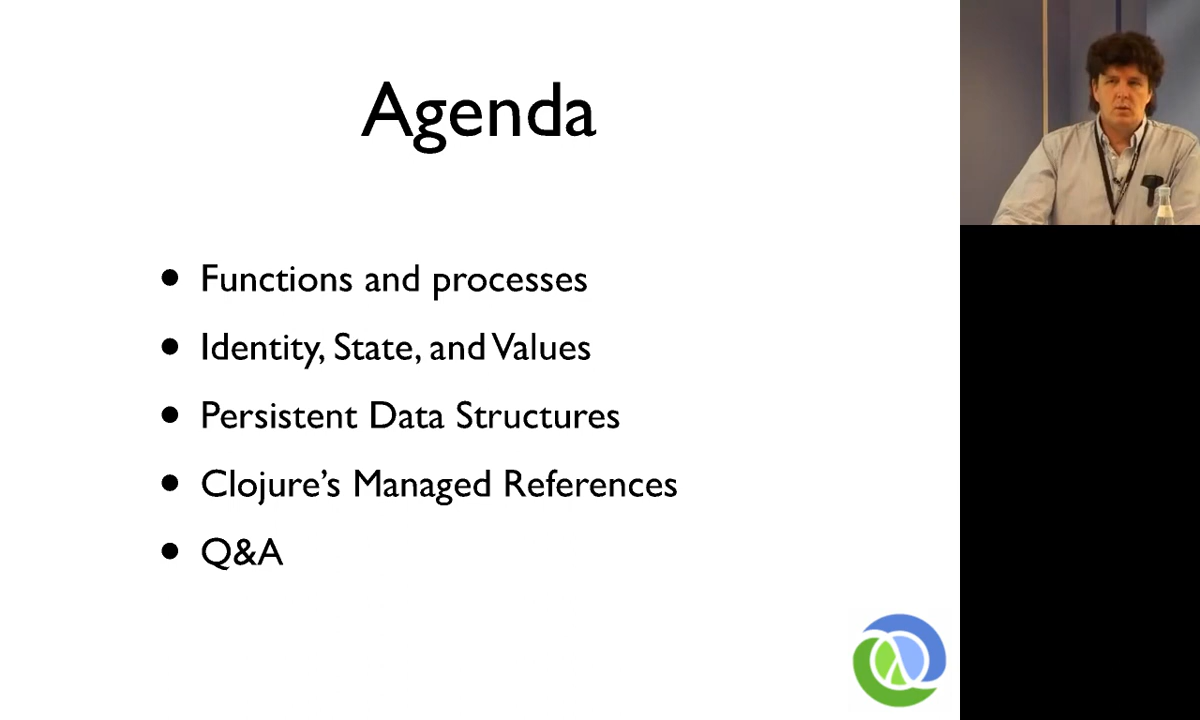 Agenda
• Functions and processes
• Identity, State, and Values
• Persistent Data Structures
• Clojure’s Managed References
• Q&A